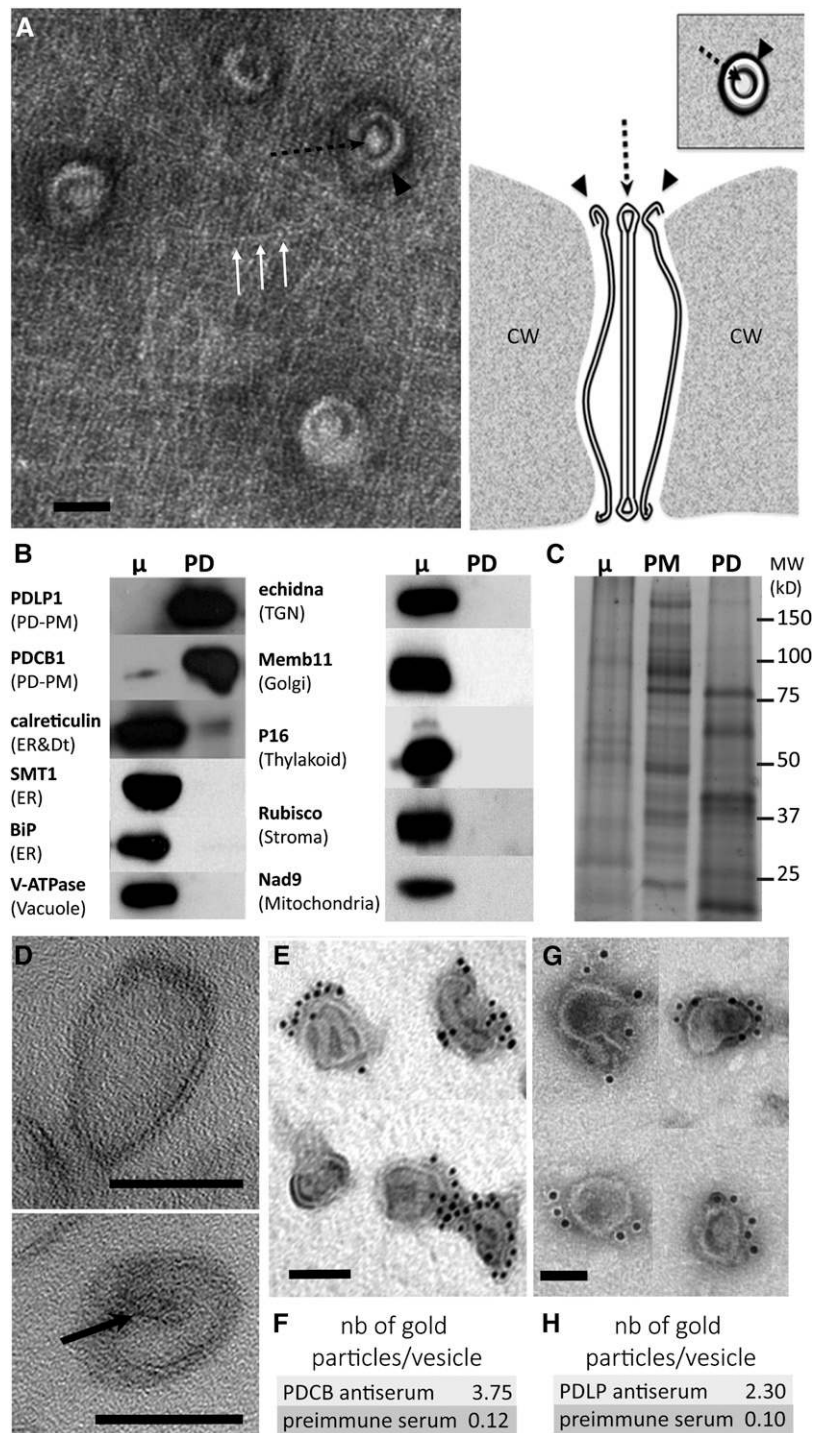 A
CW
CW
B
μ PD
PDLP1
(PD-PM)
PDCB1
(PD-PM)
calreticulin
(ER&Dt)
SMT1
(ER)
BiP
(ER)
V-ATPase
(Vacuole)
μ PD
echidna
(TGN)
Memb11
(Golgi)
P16
(Thylakoid)
Rubisco
(Stroma)
Nad9
(Mitochondria)
C
μ PM PD
MW
(kD)
150
100
75
50
37
25
D
E
G
F
nb of gold
particles/vesicle
PDCB antiserum 3.75
preimmune serum 0.12
H
nb of gold
particles/vesicle
PDLP antiserum 2.30
preimmune serum 0.10